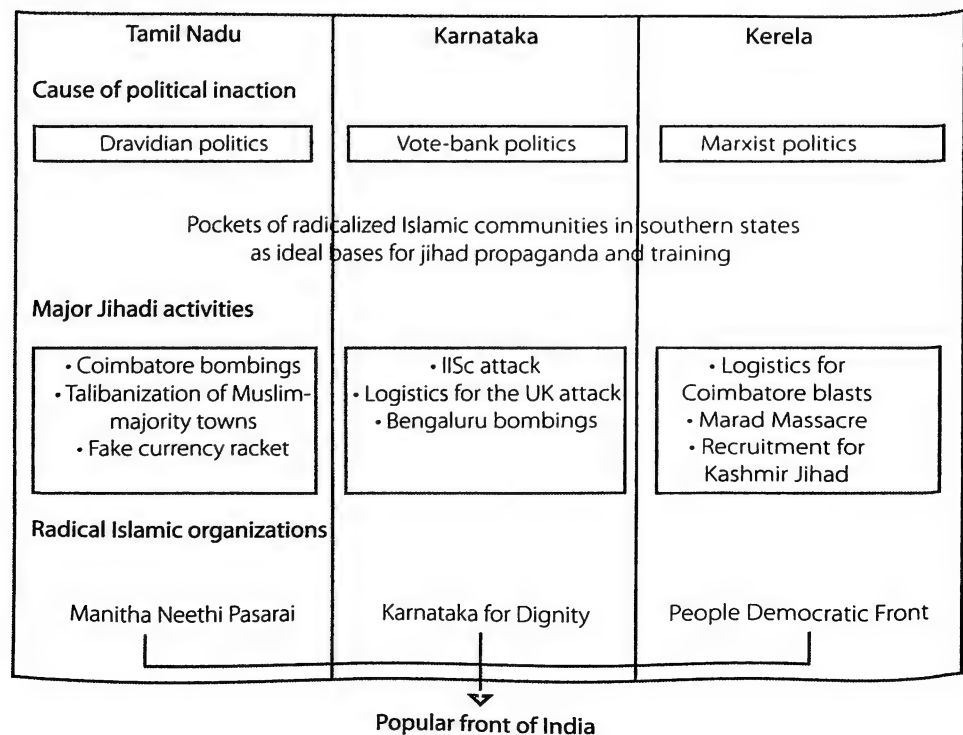 Tamil Nadu
Karnataka
Kerela
Cause of political inaction
Dravidian politics
Vote-bank politics
Marxist politics
Pockets of radicalized Islamic communities in southern states
as ideal bases for jihad propaganda and training
Major Jihadi activities
• Coimbatore bombings
• Talibanization of Muslim-
majority towns
• Fake currency racket
• IISc attack
• Logistics for the UK attack
• Bengaluru bombings
• Logistics for
Coimbatore blasts
• Marad Massacre
• Recruitment for
Kashmir Jihad
Radical Islamic organizations
Manitha Neethi Pasarai
Karnataka for Dignity
People Democratic Front
Popular front of India